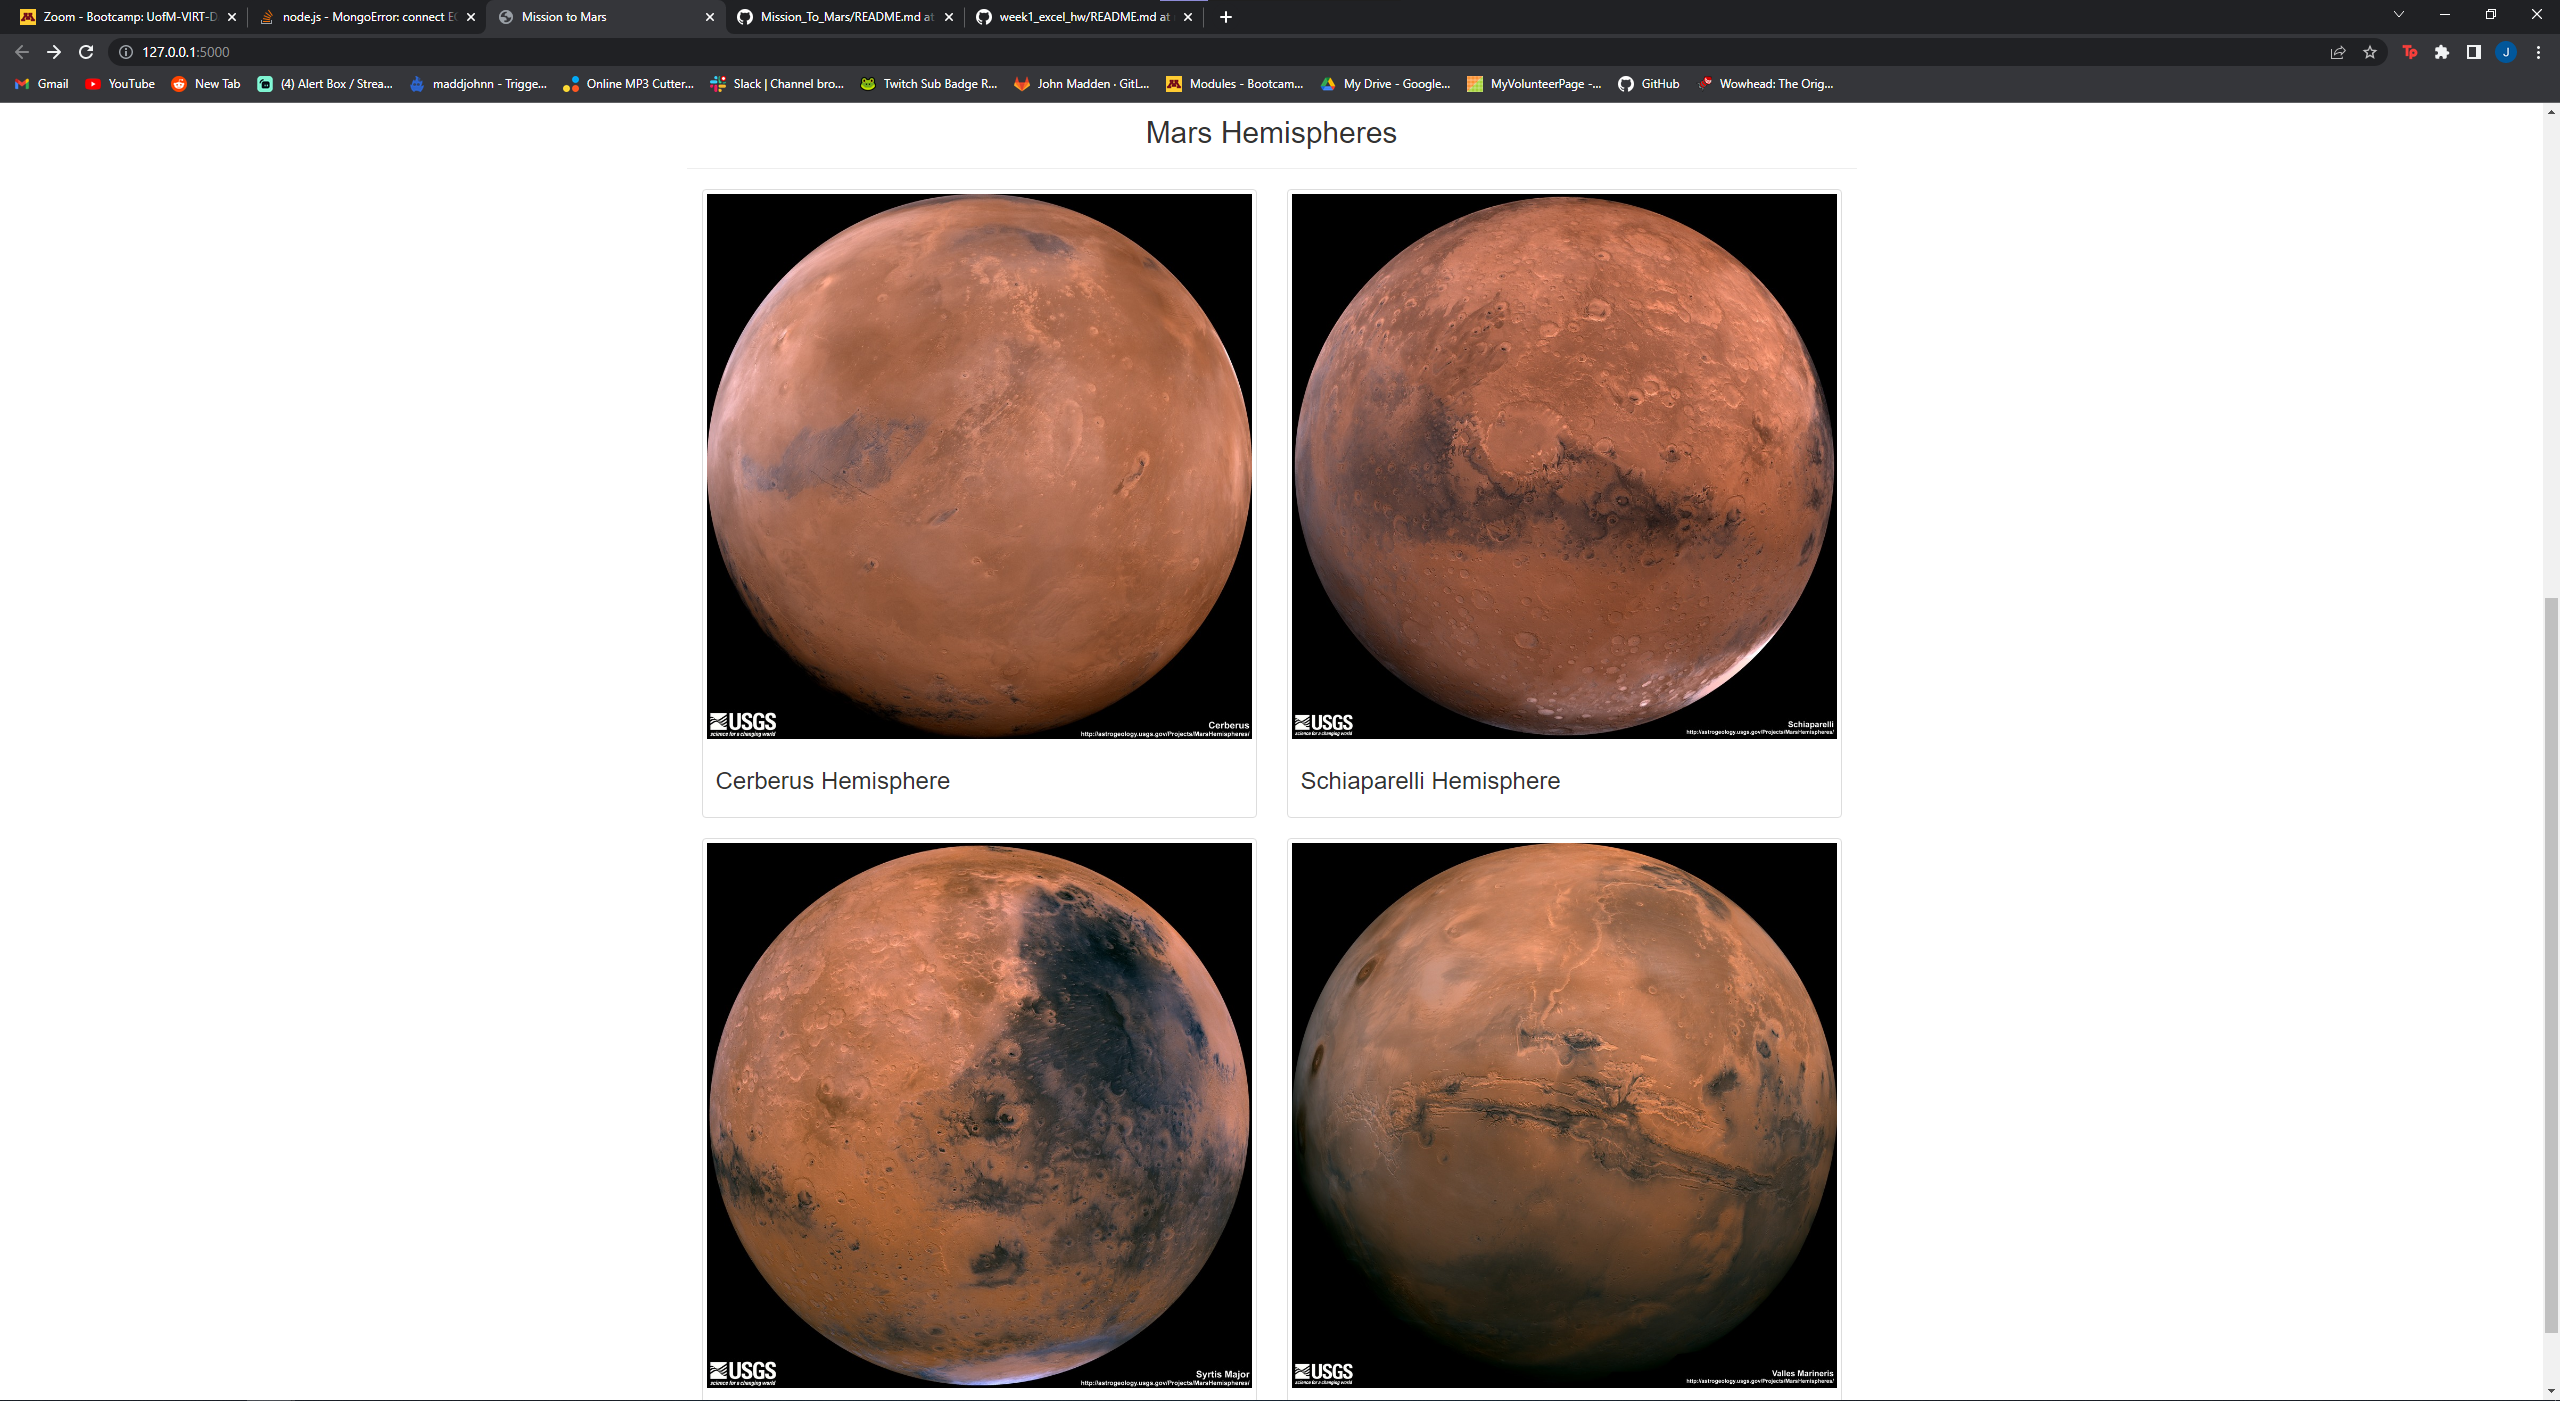 Zoom - Bootcamp: UofM-VIRT-D
node.js - MongoError: connect EC
Mission to Mars
Mission_To_Mars/README.md at
week1_excel_hw/README.md at
127.0.0.1:5000
Tp
J
Gmail
YouTube
New Tab
(4) Alert Box / Strea...
maddjohnn - Trigge...
Online MP3 Cutter...
Slack | Channel bro...
Twitch Sub Badge R...
John Madden · GitL...
Modules - Bootcam...
My Drive - Google...
MyVolunteerPage -...
GitHub
Wowhead: The Orig...
Mars Hemispheres
USGS
science for a changing world
Cerberus
http://astrogeology.usgs.gov/Projects/MarsHemispheres/
USGS
science for a changing world
Schiaparelli
http://astrogeology.usgs.gov/Projects/MarsHemispheres/
Cerberus Hemisphere
Schiaparelli Hemisphere
USGS
science for a changing world
Syrtis Major
http://astrogeology.usgs.gov/Projects/MarsHemispheres/
USGS
science for a changing world
Valles Marineris
http://astrogeology.usgs.gov/Projects/MarsHemispheres/